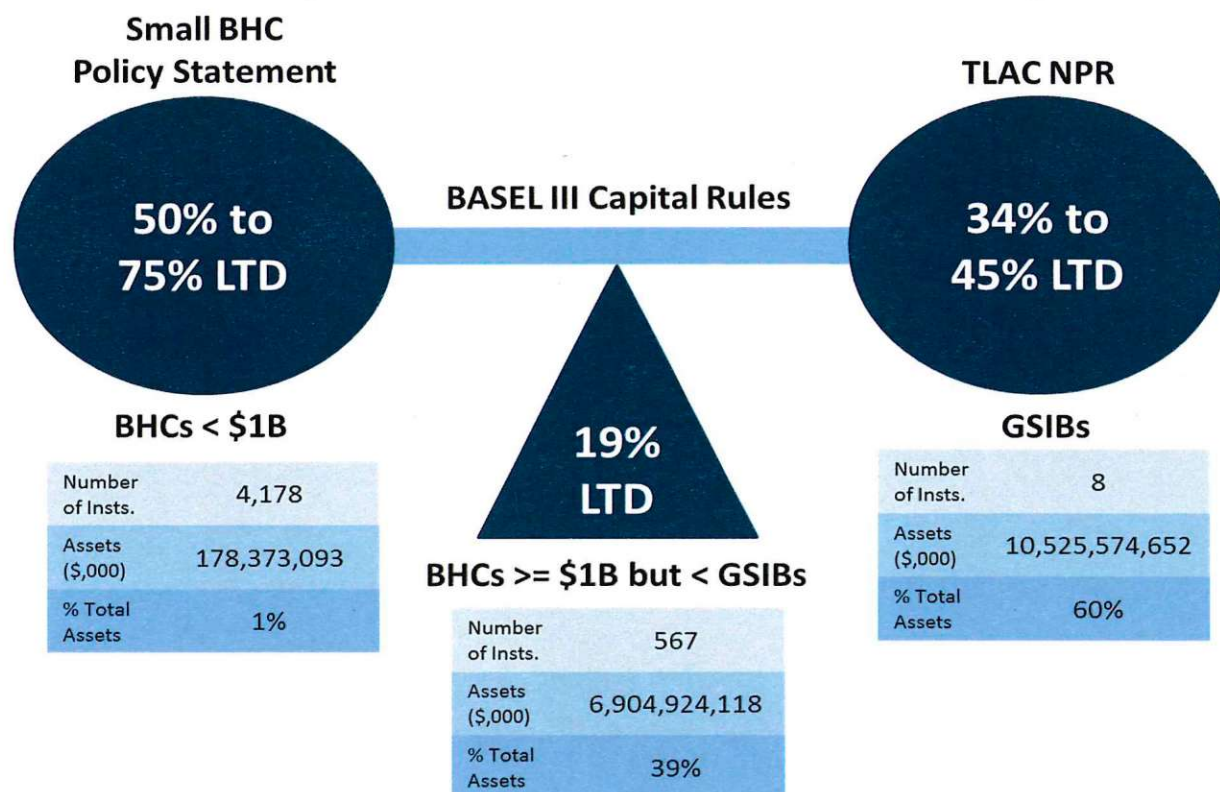 Small BHC
Policy Statement
50% to
75% LTD
BHCs < $1B
Number
of Insts.
4,178
Assets
($,000)
178,373,093
% Total
Assets
1%
BASEL III Capital Rules
19%
LTD
BHCs >= $1B but < GSIBs
Number
of Insts.
567
Assets
($,000)
6,904,924,118
% Total
Assets
39%
TLAC NPR
34% to
45% LTD
GSIBs
Number
of Insts.
8
Assets
($,000)
10,525,574,652
% Total
Assets
60%